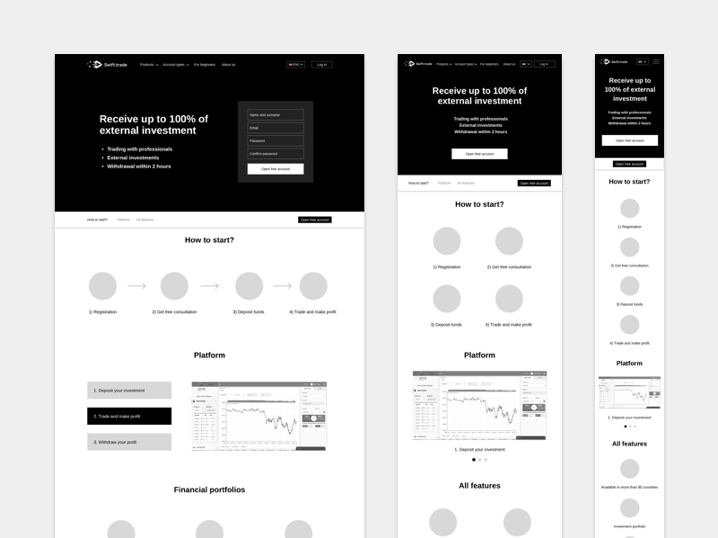 Swift.trade
Products
Account types
For beginners
About us
ENG
Log in
Receive up to 100% of
external investment
Trading with professionals
External investments
Withdrawal within 2 hours
Name and surname
Email
Password
Confirm password
Open free account
How to start?
Platform
All features
Open free account
How to start?
1) Registration
2) Get free consultation
3) Deposit funds
4) Trade and make profit
Platform
1. Deposit your investment
2. Trade and make profit
3. Withdraw your profit
Financial portfolios
Swift.trade
Products
Account types
For beginners
About us
Log in
Receive up to 100% of
external investment
Trading with professionals
External investments
Withdrawal within 2 hours
Open free account
How to start?
Platform
All features
Open free account
How to start?
1) Registration
2) Get free consultation
3) Deposit funds
4) Trade and make profit
Platform
1. Deposit your investment
All features
Swift.trade
Receive up to
100% of external
investment
Trading with professionals
External investments
Withdrawal within 2 hours
Open free account
Open free account
How to start?
1) Registration
2) Get free consultation
3) Deposit funds
4) Trade and make profit
Platform
1. Deposit your investment
All features
Available in more than 80 countries
Investment portfolio